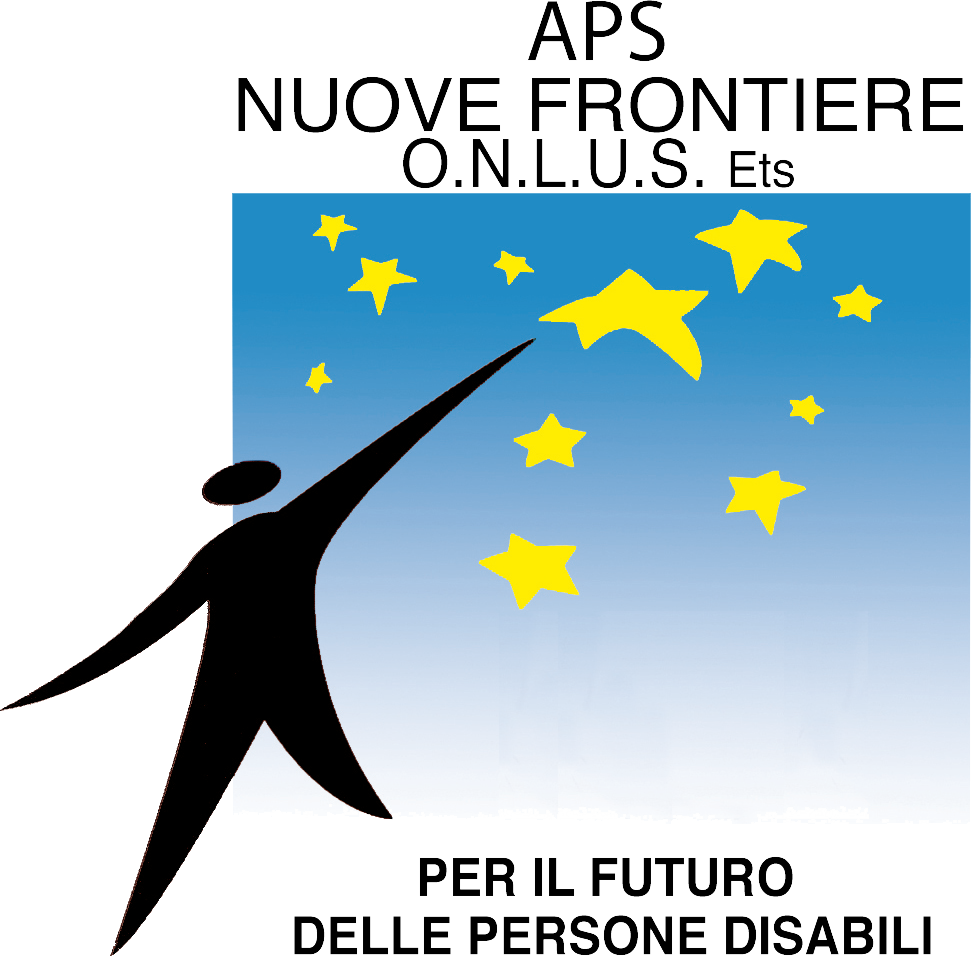 APS
NUOVE FRONTIERE
O.N.L.U.S. Ets
PER IL FUTURO
DELLE PERSONE DISABILI